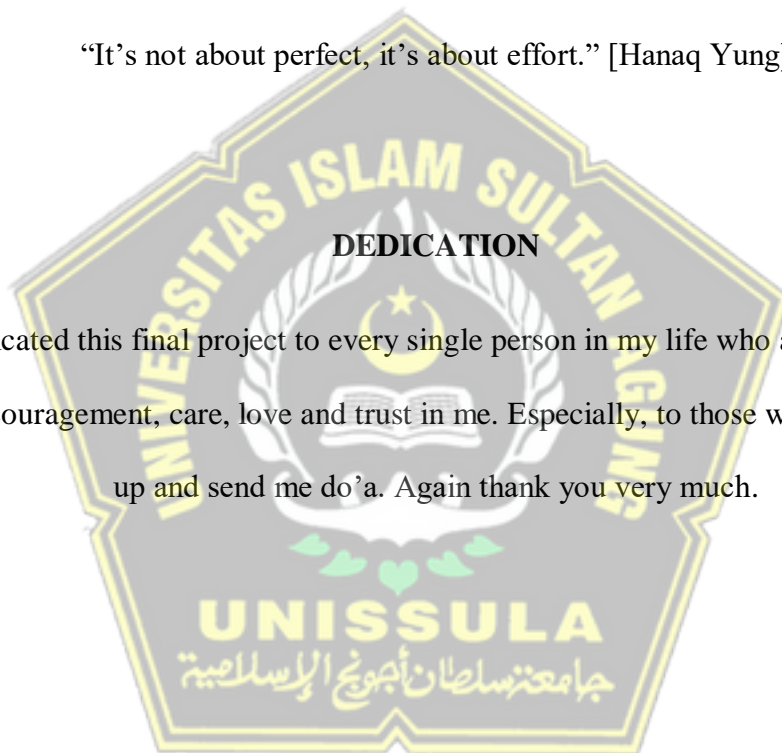 “It’s not about perfect, it’s about effort.” [Hanaq Yung
UNIVERSITAS ISLAM SULTAN AGUNG
DEDICATION
cated this final project to every single person in my life who a
ouragement, care, love and trust in me. Especially, to those w
up and send me do’a. Again thank you very much.
UNISSULA
جامعتسلطان أجونج الإسلامية